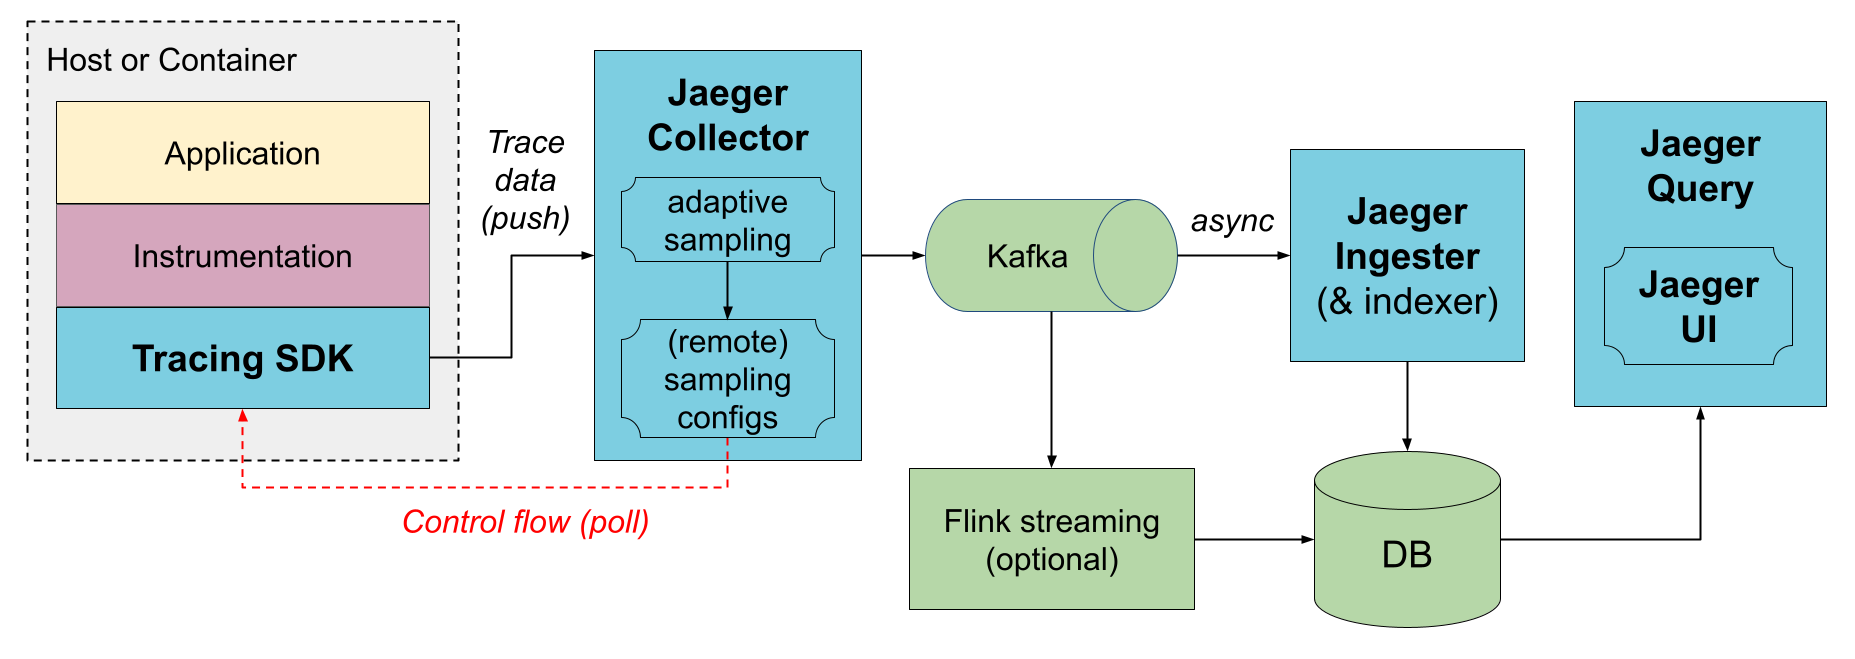 Host or Container
Application
Instrumentation
Tracing SDK
Trace
data
(push)
Control flow (poll)
Jaeger
Collector
adaptive
sampling
(remote)
sampling
configs
Kafka
async
Flink streaming
(optional)
Jaeger
Ingester
(& indexer)
DB
Jaeger
Query
Jaeger
UI